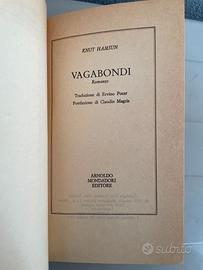 KNUT HAMSUN
VAGABONDI
Romanzo
Traduzione di Ervino Pocar
Postfazione di Claudio Magris
ARNOLDO
MONDADORI
EDITORE
subito